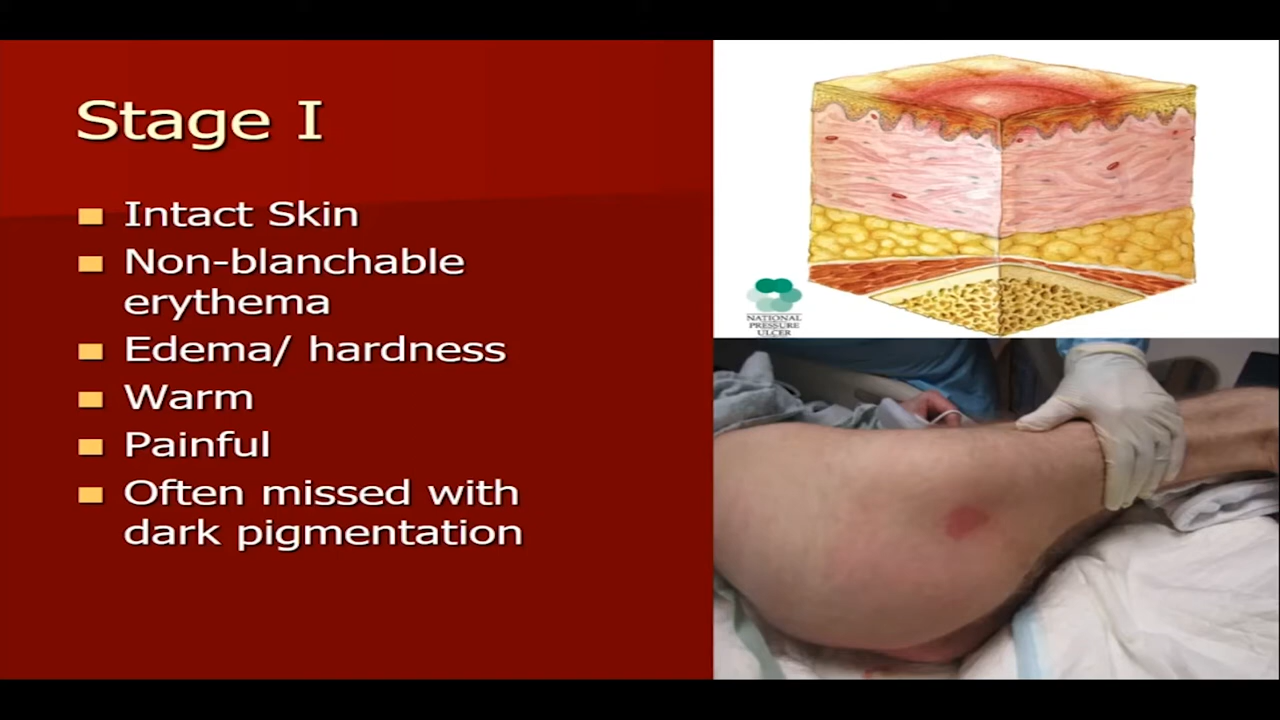 Stage I
Intact Skin
Non-blanchable
erythema
Edema/ hardness
Warm
Painful
Often missed with
dark pigmentation
NATIONAL
PRESSURE
ULCER